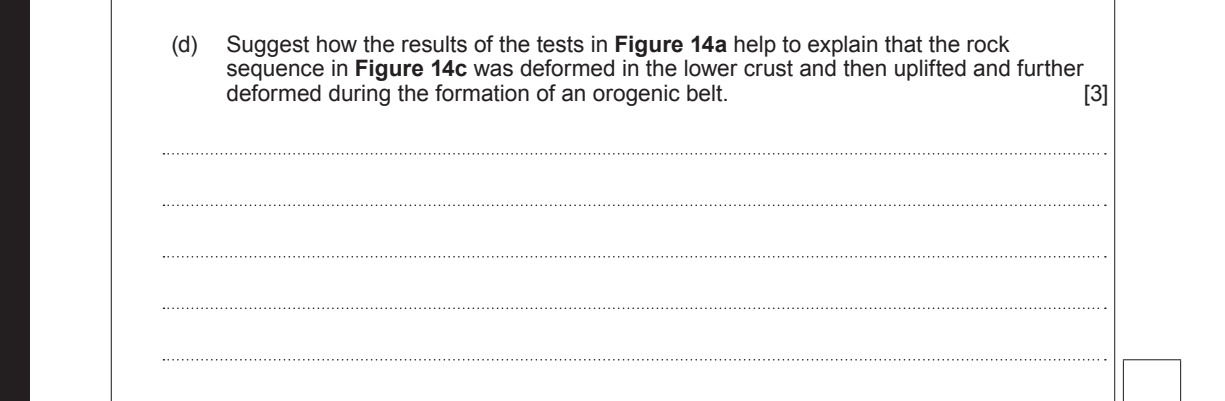 (d) Suggest how the results of the tests in Figure 14a help to explain that the rock
sequence in Figure 14c was deformed in the lower crust and then uplifted and further
deformed during the formation of an orogenic belt. [3]